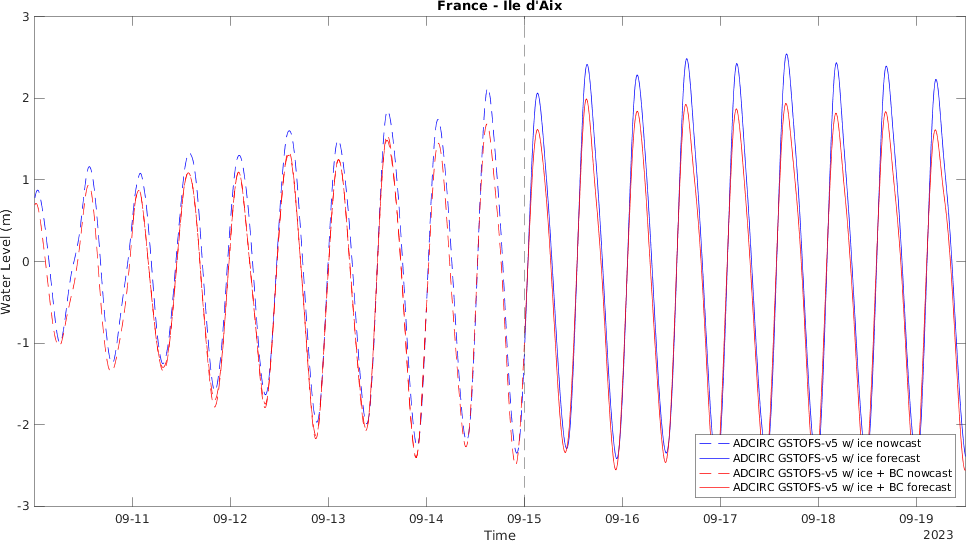 France - Ile d'Aix
3
2
1
0
-1
-2
-3
Water Level (m)
ADCIRC GSTOFS-v5 w/ ice nowcast
ADCIRC GSTOFS-v5 w/ ice forecast
ADCIRC GSTOFS-v5 w/ ice + BC nowcast
ADCIRC GSTOFS-v5 w/ ice + BC forecast
09-11 09-12 09-13 09-14 09-15 09-16 09-17 09-18 09-19
Time
2023